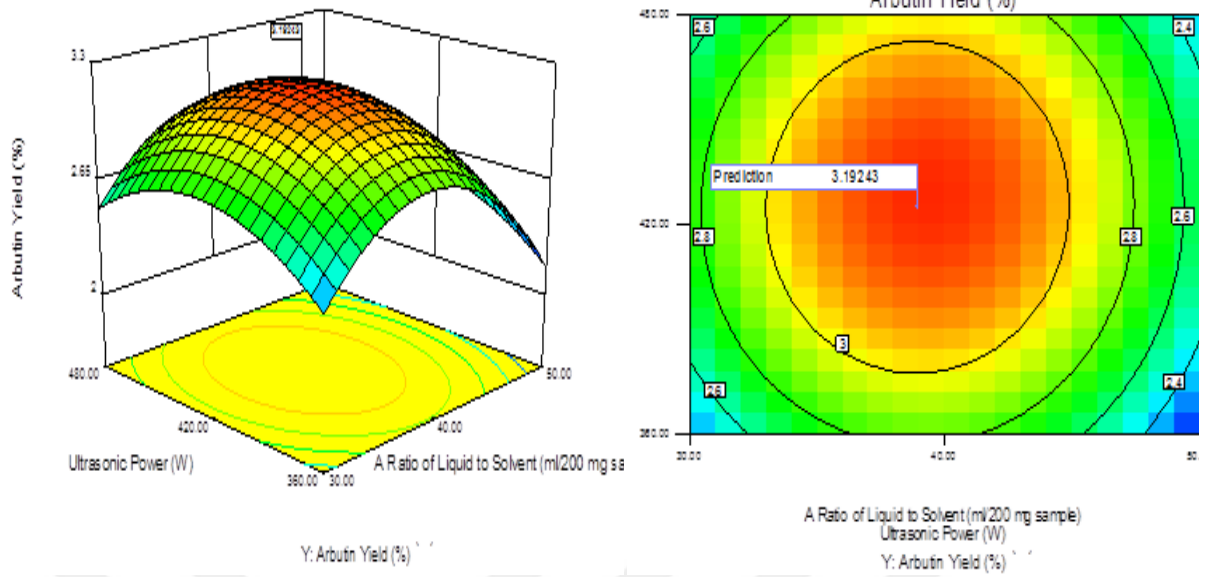 3.19243
3.3
2.65
2
Arbutin Yield (%)
480.00
420.00
360.00
30.00
40.00
50.00
Ultrasonic Power (W)
A Ratio of Liquid to Solvent (ml/200 mg sa
Y: Arbutin Yield (%)
Arbutin Yield (%)
480.00
420.00
360.00
2.6
2.4
Prediction 3.19243
2.8
2.8
2.6
3
2.6
2.4
30.00
40.00
50.
A Ratio of Liquid to Solvent (ml/200 mg sample)
Ultrasonic Power (W)
Y: Arbutin Yield (%)